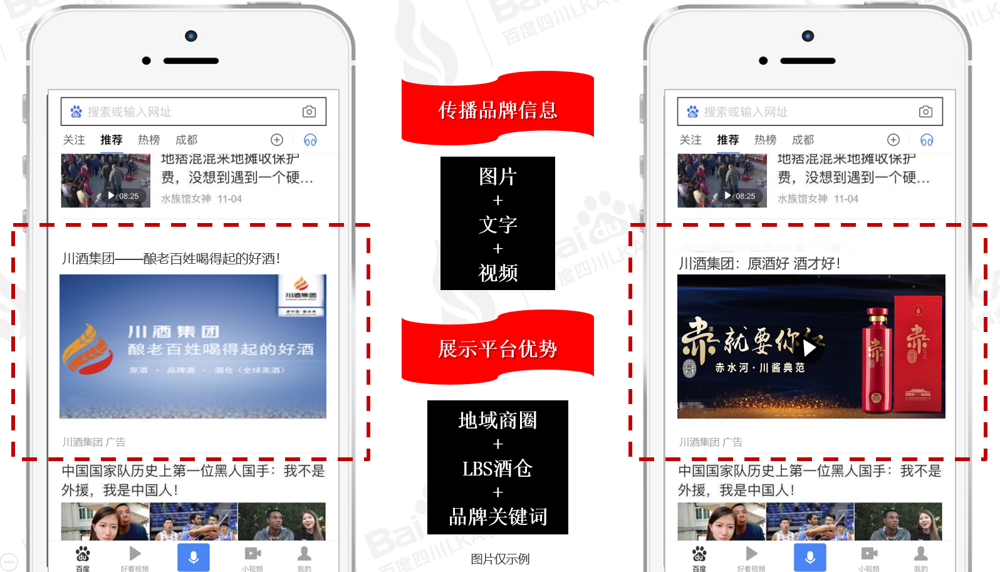 搜索或输入网址
关注 推荐 热榜 成都
地痞混混来地摊收保护
费，没想到遇到一个硬...
08:25
水族馆女神 11-04
川酒集团——酿老百姓喝得起的好酒！
川酒集团
川酒集团
酿老百姓喝得起的好酒
原酒 · 品牌酒 · 酒仓（全球美酒）
川酒集团 广告
中国国家队历史上第一位黑人国手：我不是
外援，我是中国人！
百度 好看视频 小视频 我的
传播品牌信息
图片
+
文字
+
视频
展示平台优势
地域商圈
+
LBS酒仓
+
品牌关键词
图片仅示例
搜索或输入网址
关注 推荐 热榜 成都
地痞混混来地摊收保护
费，没想到遇到一个硬...
08:25
水族馆女神 11-04
川酒集团：原酒好 酒才好！
赤 就要你红
赤水河·川酱典范
赤
赤
川酒集团 广告
中国国家队历史上第一位黑人国手：我不是
外援，我是中国人！
百度 好看视频 小视频 我的
Bai du
百度四川